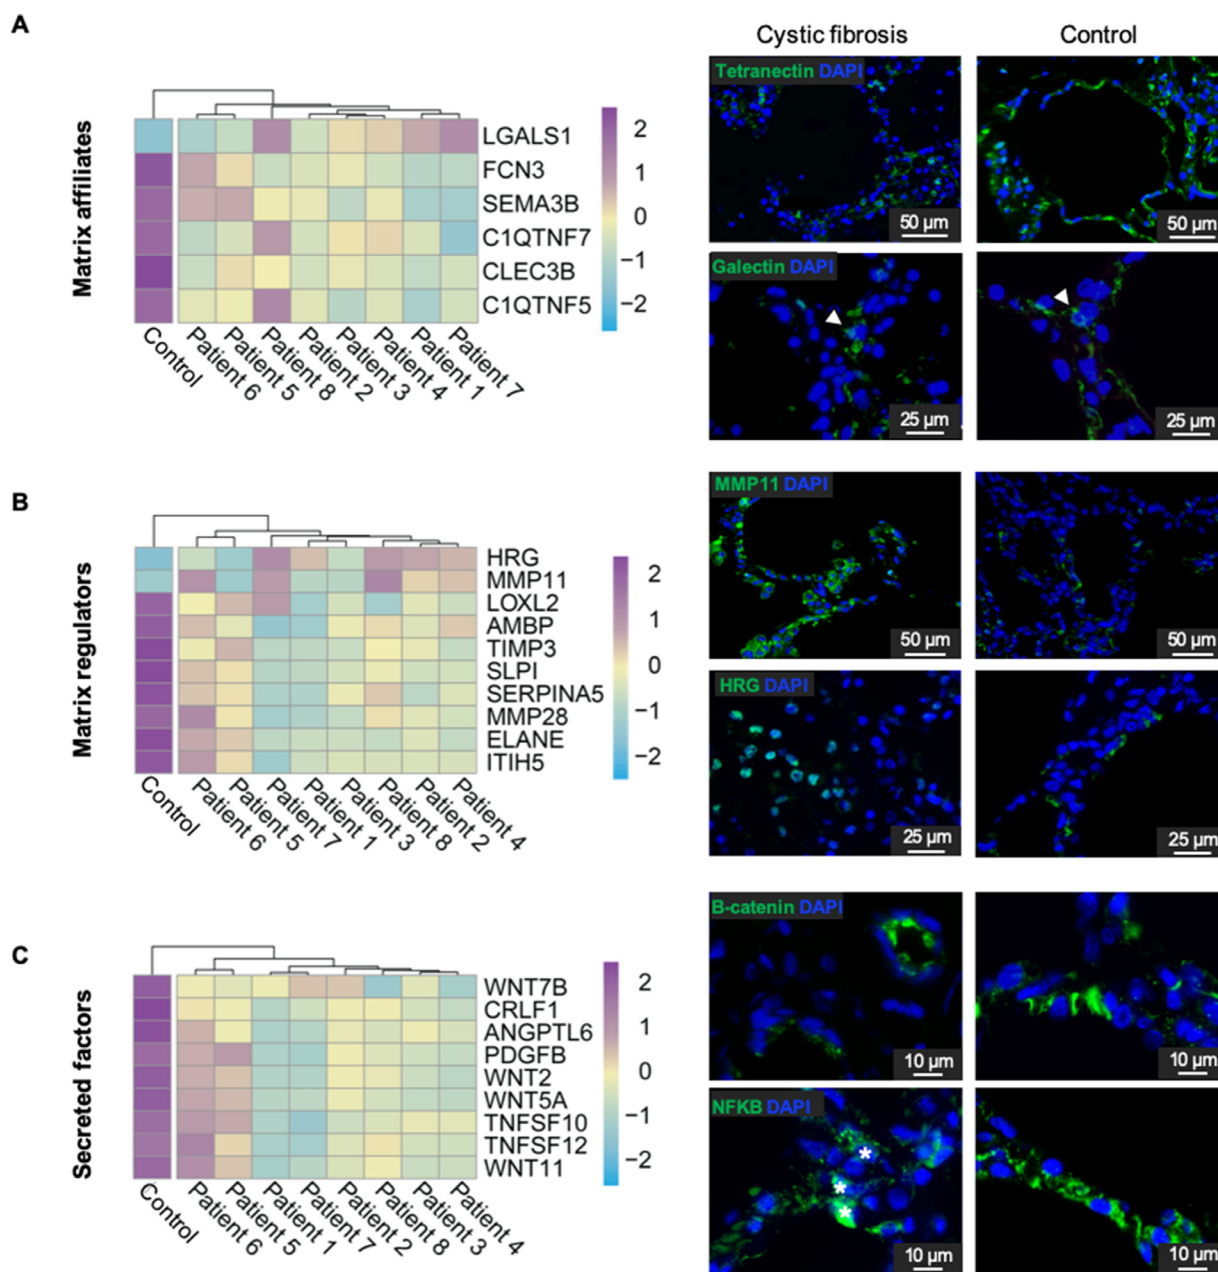 A
Matrix affiliates
LGALS1
FCN3
SEMA3B
C1QTNF7
CLEC3B
C1QTNF5
2
1
0
−1
−2
Control
Patient 6
Patient 5
Patient 8
Patient 2
Patient 3
Patient 4
Patient 1
Patient 7
Cystic fibrosis
Control
Tetranectin DAPI
50 µm
50 µm
Galectin DAPI
25 µm
25 µm
B
Matrix regulators
HRG
MMP11
LOXL2
AMBP
TIMP3
SLPI
SERPINA5
MMP28
ELANE
ITIH5
2
1
0
−1
−2
Control
Patient 6
Patient 5
Patient 7
Patient 1
Patient 3
Patient 8
Patient 2
Patient 4
MMP11 DAPI
50 µm
50 µm
HRG DAPI
25 µm
25 µm
C
Secreted factors
WNT7B
CRLF1
ANGPTL6
PDGFB
WNT2
WNT5A
TNFSF10
TNFSF12
WNT11
2
1
0
−1
−2
Control
Patient 6
Patient 5
Patient 1
Patient 7
Patient 2
Patient 8
Patient 3
Patient 4
B-catenin DAPI
10 µm
10 µm
NFKB DAPI
*
*
*
10 µm
10 µm